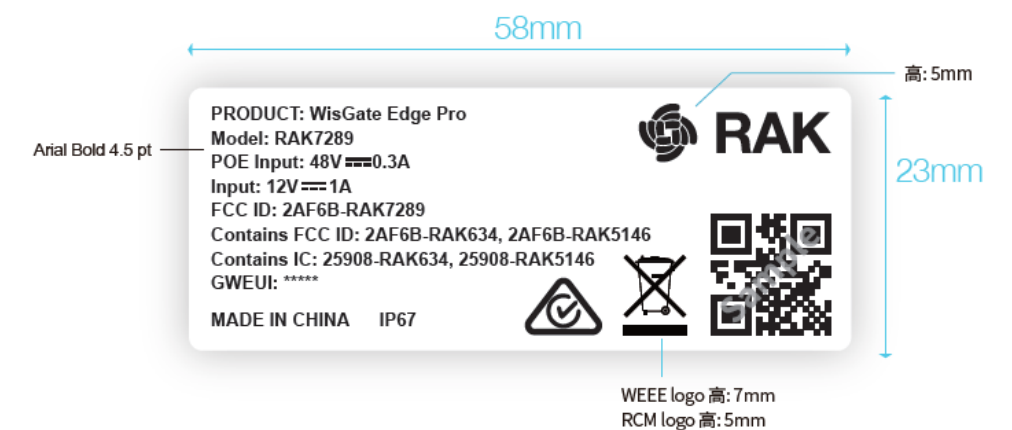 58mm
高: 5mm
PRODUCT: WisGate Edge Pro
RAK
Model: RAK7289
Arial Bold 4.5 pt
POE Input: 48V⎓0.3A
23mm
Input: 12V⎓1A
FCC ID: 2AF6B-RAK7289
Contains FCC ID: 2AF6B-RAK634, 2AF6B-RAK5146
Contains IC: 25908-RAK634, 25908-RAK5146
GWEUI: *****
Sample
MADE IN CHINA IP67
WEEE logo 高: 7mm
RCM logo 高: 5mm